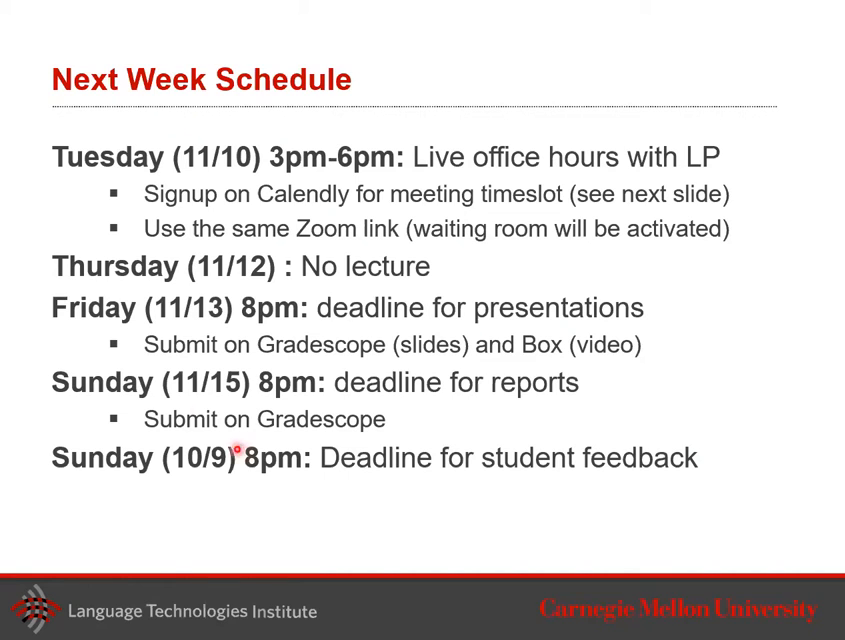 Next Week Schedule
Tuesday (11/10) 3pm-6pm: Live office hours with LP
▪ Signup on Calendly for meeting timeslot (see next slide)
▪ Use the same Zoom link (waiting room will be activated)
Thursday (11/12) : No lecture
Friday (11/13) 8pm: deadline for presentations
▪ Submit on Gradescope (slides) and Box (video)
Sunday (11/15) 8pm: deadline for reports
▪ Submit on Gradescope
Sunday (10/9) 8pm: Deadline for student feedback
Language Technologies Institute
Carnegie Mellon University